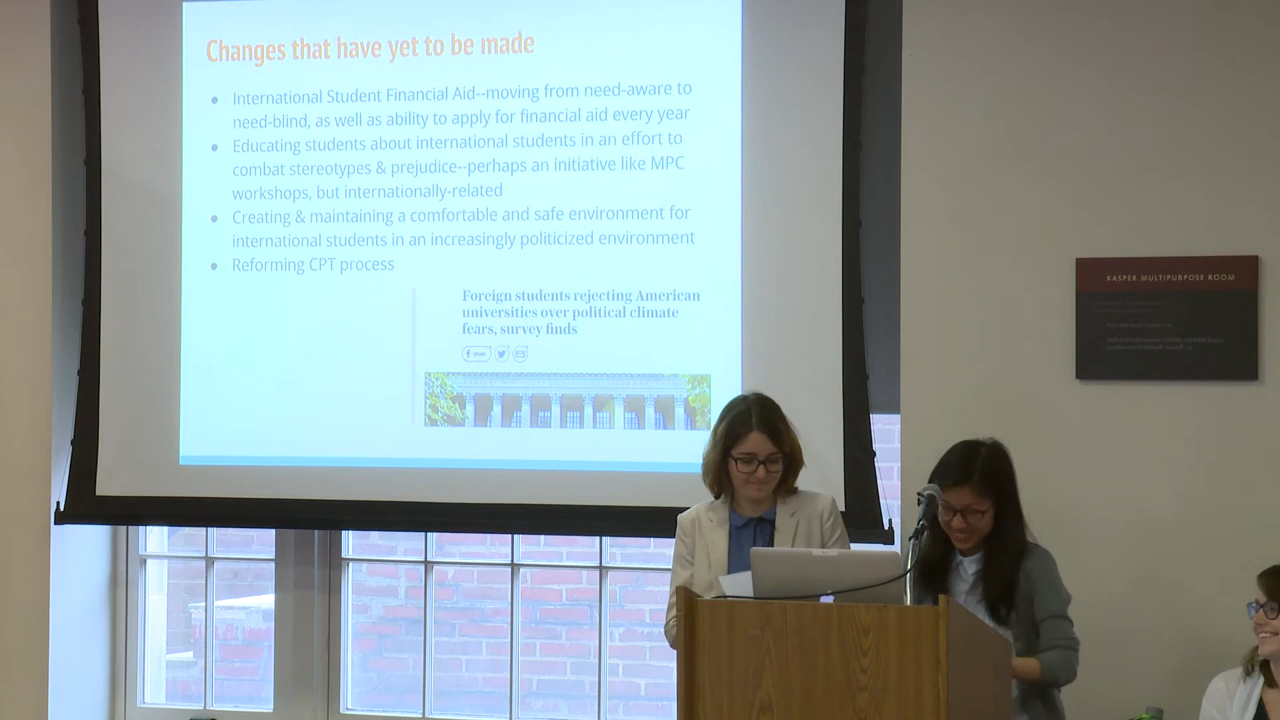 Changes that have yet to be made
● International Student Financial Aid--moving from need-aware to
need-blind, as well as ability to apply for financial aid every year
● Educating students about international students in an effort to
combat stereotypes & prejudice--perhaps an initiative like MPC
workshops, but internationally-related
● Creating & maintaining a comfortable and safe environment for
international students in an increasingly politicized environment
● Reforming CPT process
Foreign students rejecting American
universities over political climate
fears, survey finds
share
KASPER MULTIPURPOSE ROOM